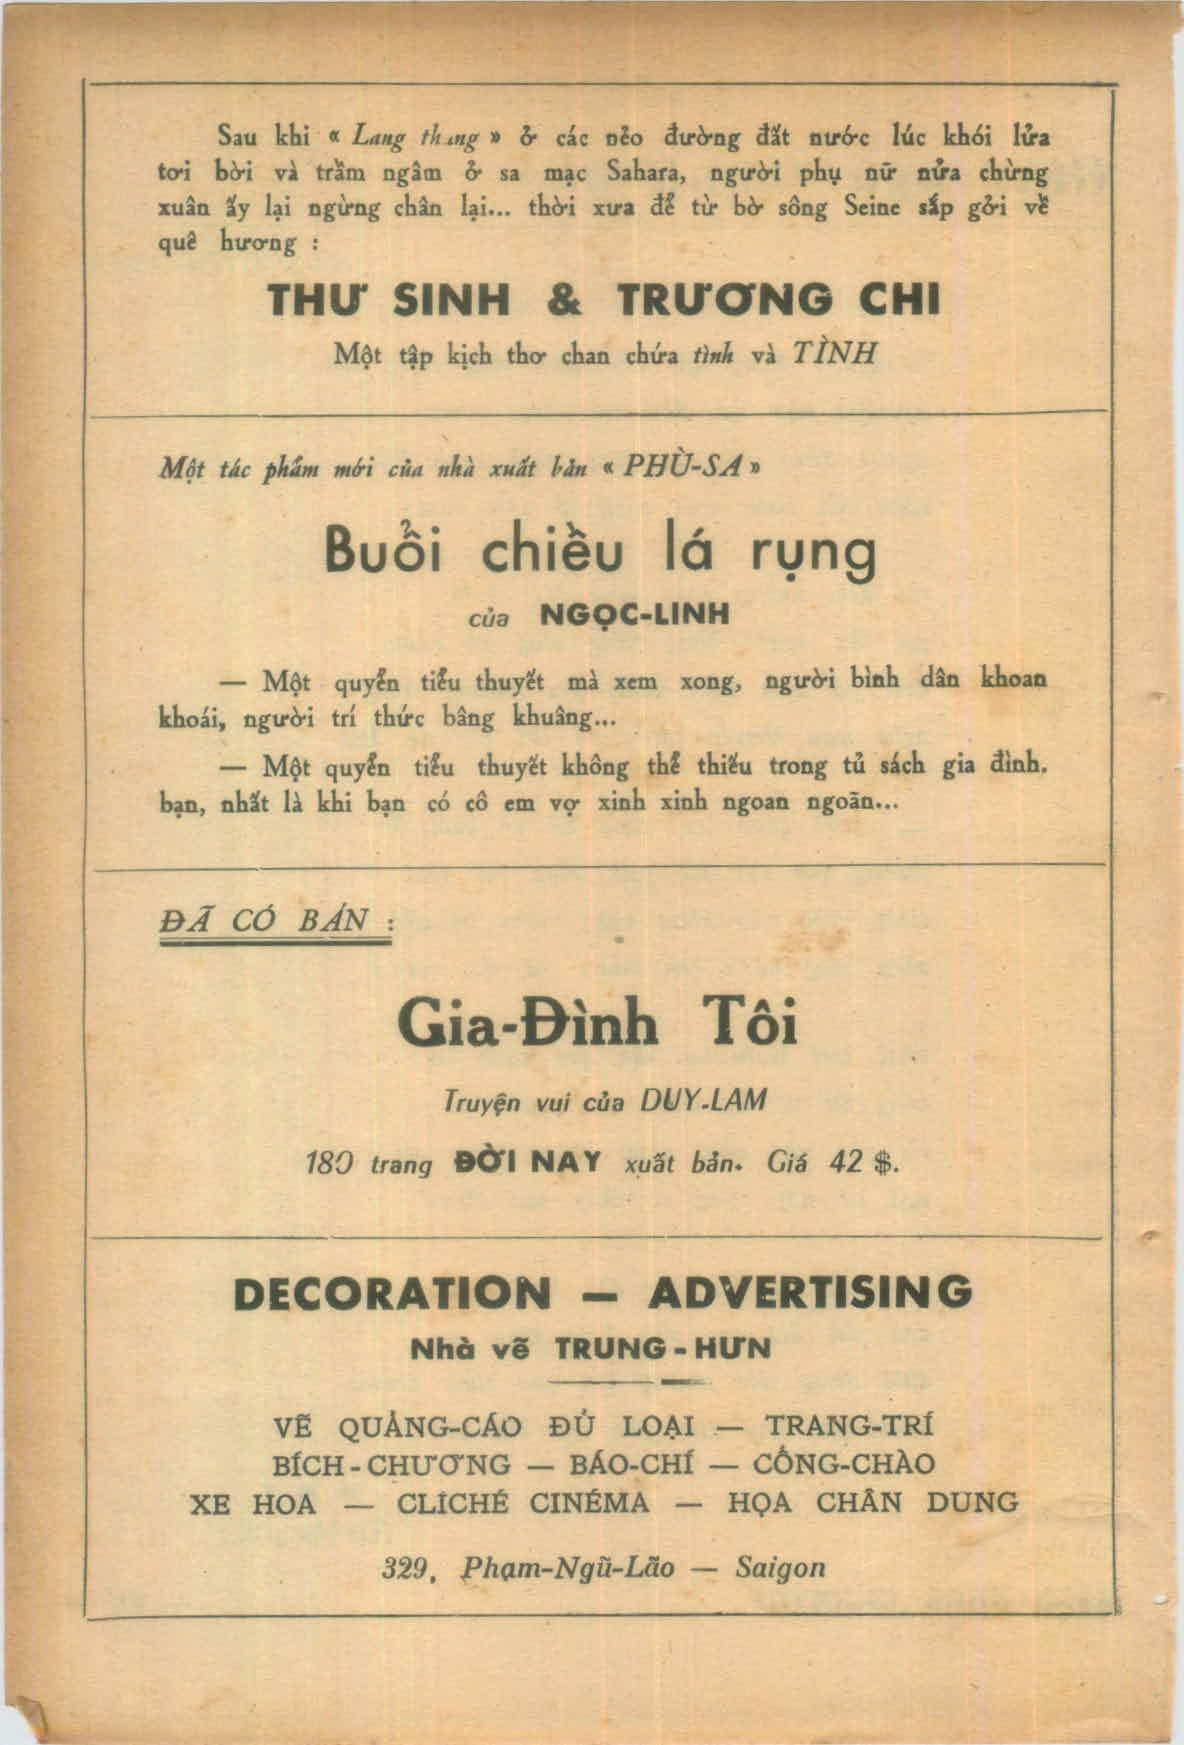 Sau khi « Lang thang » ở các nẻo đường đất nước lúc khói lửa
tơi bời và trầm ngâm ở sa mạc Sahara, người phụ nữ nửa chừng
xuân ấy lại ngừng chân lại... thời xưa để từ bờ sông Seine sắp gởi về
quê hương :
THƯ SINH & TRƯƠNG CHI
Một tập kịch thơ chan chứa tình và TÌNH
Một tác phẩm mới của nhà xuất bản « PHÙ-SA »
Buổi chiều lá rụng
của NGỌC-LINH
— Một quyển tiểu thuyết mà xem xong, người bình dân khoan
khoái, người trí thức bâng khuâng...
— Một quyển tiểu thuyết không thể thiếu trong tủ sách gia đình.
bạn, nhất là khi bạn có cô em vợ xinh xinh ngoan ngoãn...
ĐÃ CÓ BÁN :
Gia-Đình Tôi
Truyện vui của DUY-LAM
180 trang ĐỜI NAY xuất bản. Giá 42 $.
DECORATION — ADVERTISING
Nhà vẽ TRUNG-HƯN
VẼ QUẢNG-CÁO ĐỦ LOẠI — TRANG-TRÍ
BÍCH-CHƯƠNG — BÁO-CHÍ — CỔNG-CHÀO
XE HOA — CLICHÉ CINÉMA — HỌA CHÂN DUNG
329, Phạm-Ngũ-Lão — Saigon